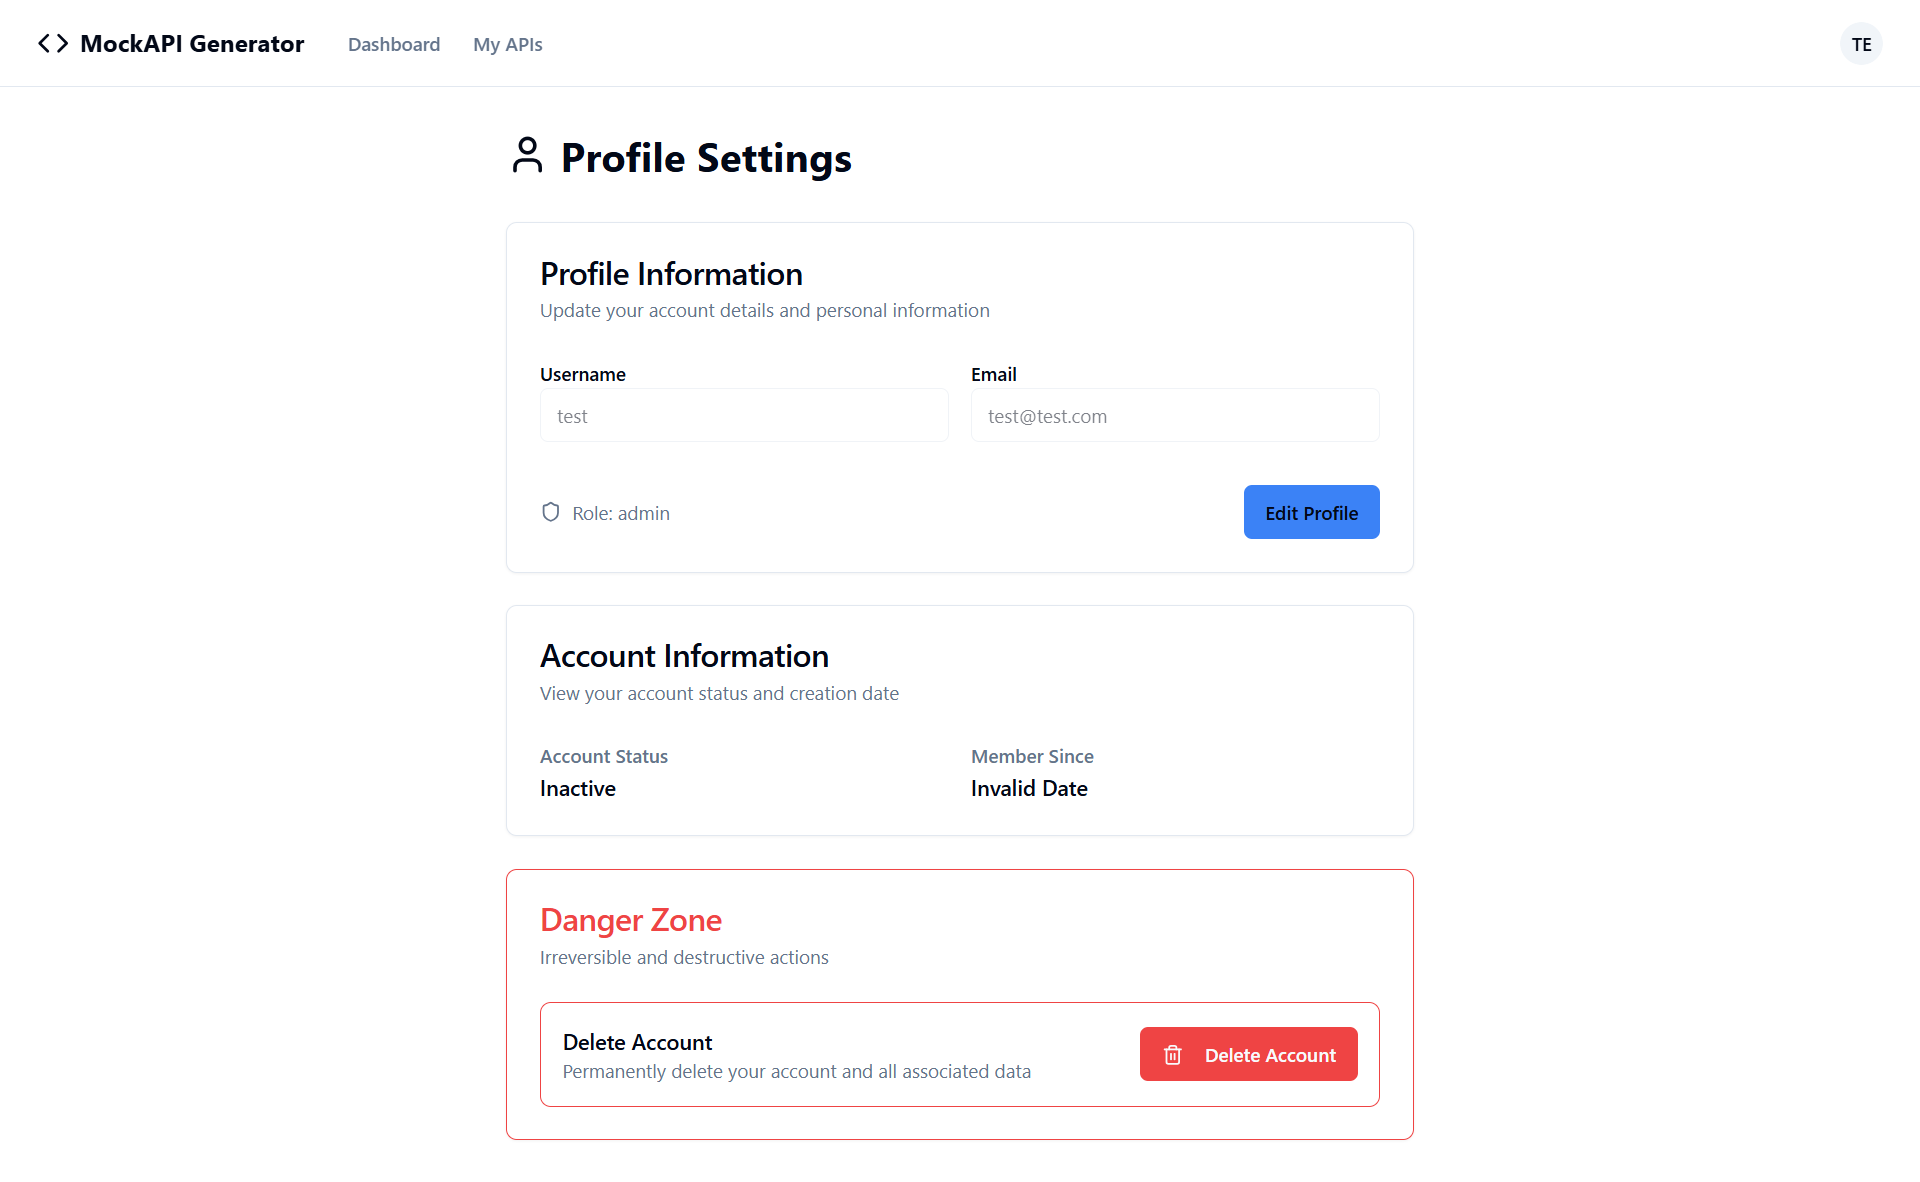 MockAPI Generator
Dashboard
My APIs
TE
Profile Settings
Profile Information
Update your account details and personal information
Username
Email
test
test@test.com
Role: admin
Edit Profile
Account Information
View your account status and creation date
Account Status
Member Since
Inactive
Invalid Date
Danger Zone
Irreversible and destructive actions
Delete Account
Permanently delete your account and all associated data
Delete Account